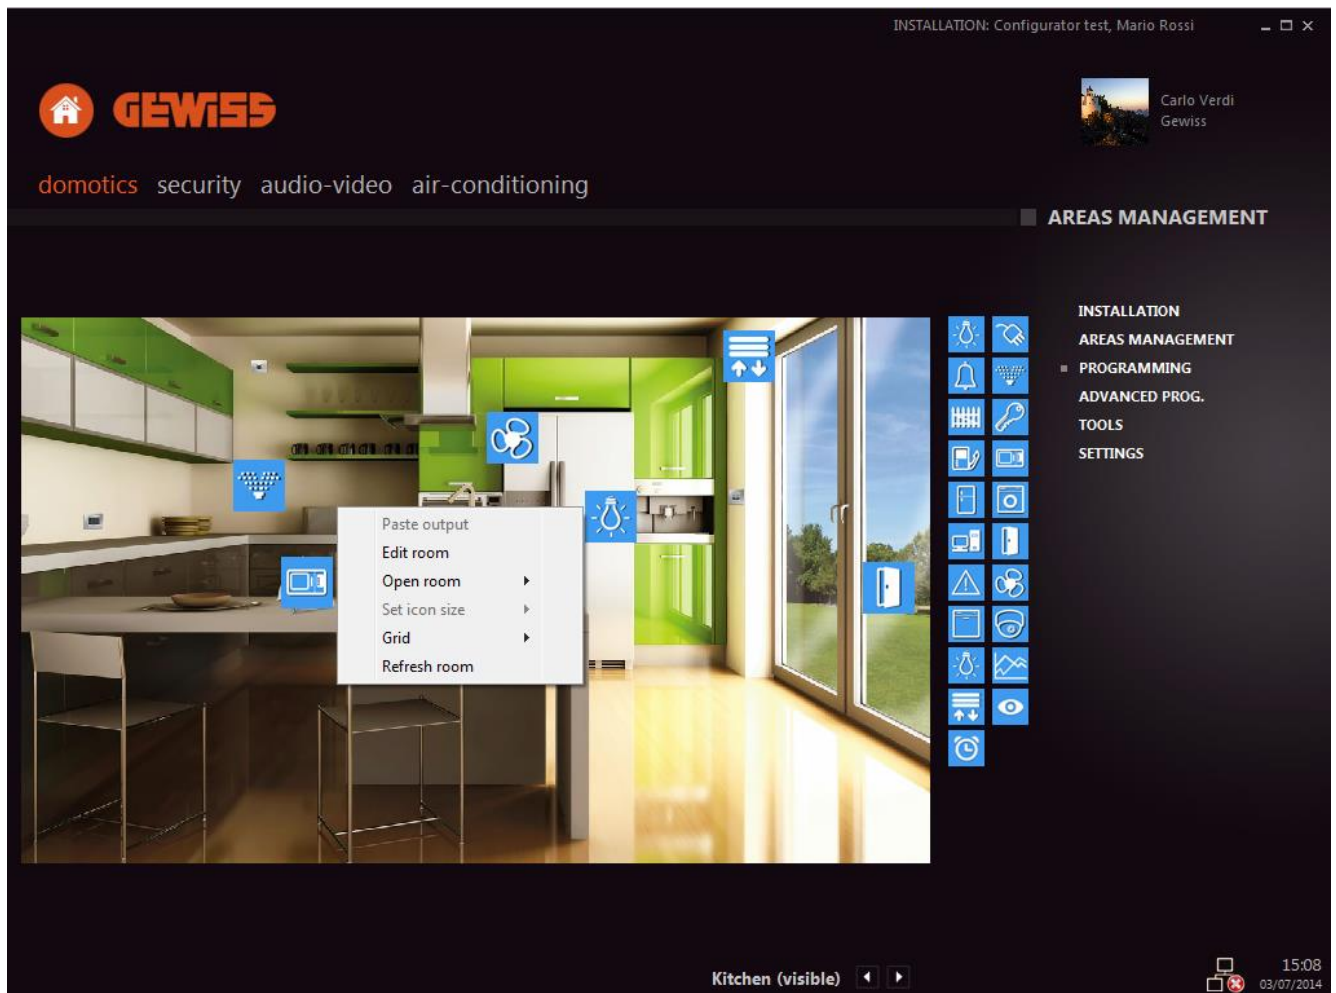 INSTALLATION: Configurator test, Mario Rossi
GEWISS
Carlo Verdi
Gewiss
domotics security audio-video air-conditioning
AREAS MANAGEMENT
INSTALLATION
AREAS MANAGEMENT
PROGRAMMING
ADVANCED PROG.
TOOLS
SETTINGS
Paste output
Edit room
Open room
Set icon size
Grid
Refresh room
Kitchen (visible)
15:08
03/07/2014